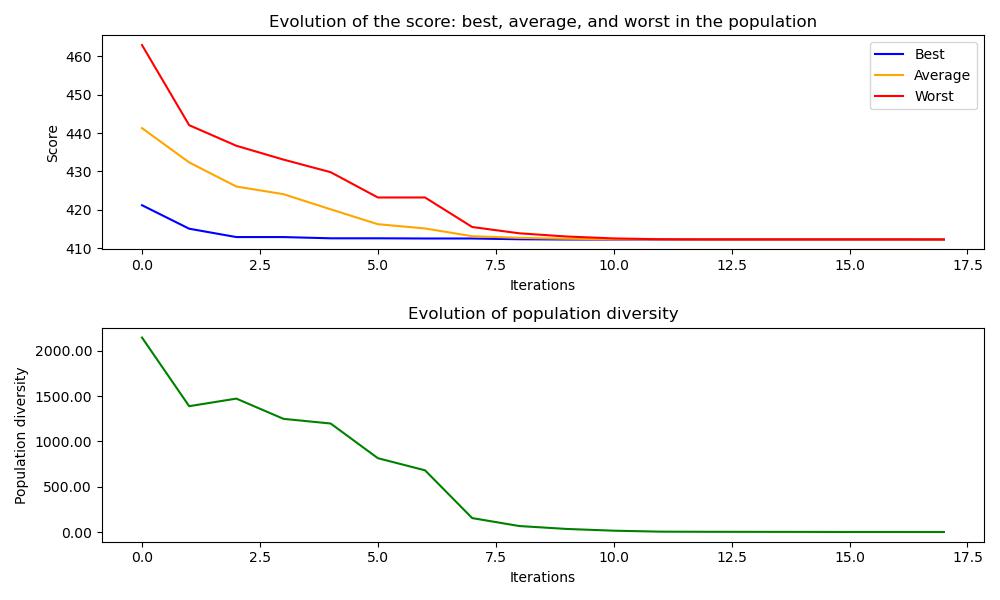 Evolution of the score: best, average, and worst in the population
460
450
440
430
420
410
Score
Best
Average
Worst
0.0 2.5 5.0 7.5 10.0 12.5 15.0 17.5
Iterations
Evolution of population diversity
2000.00
1500.00
1000.00
500.00
0.00
Population diversity
0.0 2.5 5.0 7.5 10.0 12.5 15.0 17.5
Iterations